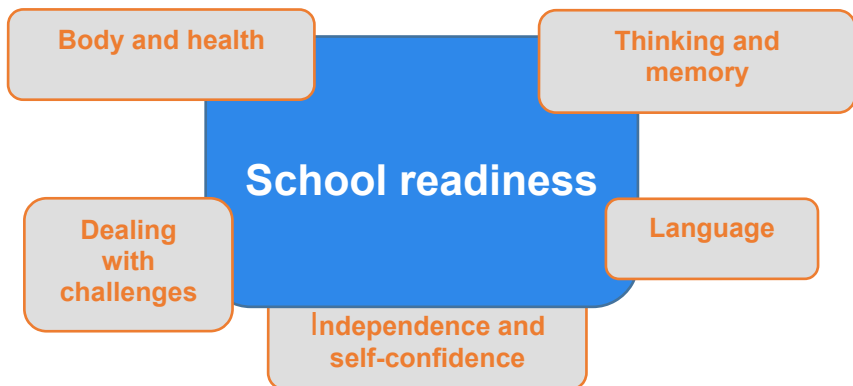 Body and health
Thinking and
memory
School readiness
Dealing
with
challenges
Language
Independence and
self-confidence